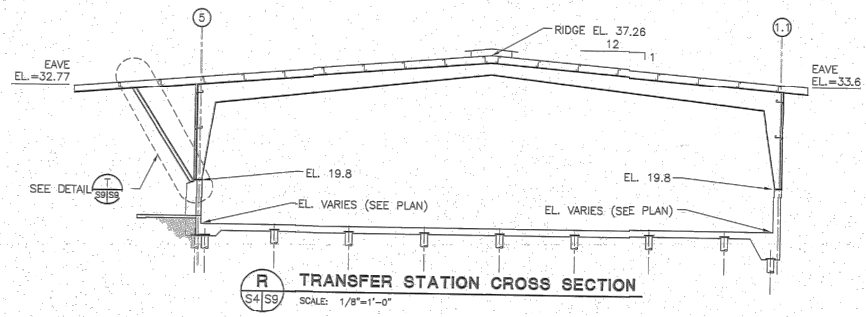 5
1.1
RIDGE EL. 37.26
12
1
EAVE
EL.=32.77
EAVE
EL.=33.6
EL. 19.8
EL. 19.8
SEE DETAIL
T
S9 S9
EL. VARIES (SEE PLAN)
EL. VARIES (SEE PLAN)
R
S4 S9
TRANSFER STATION CROSS SECTION
SCALE: 1/8"=1'-0"